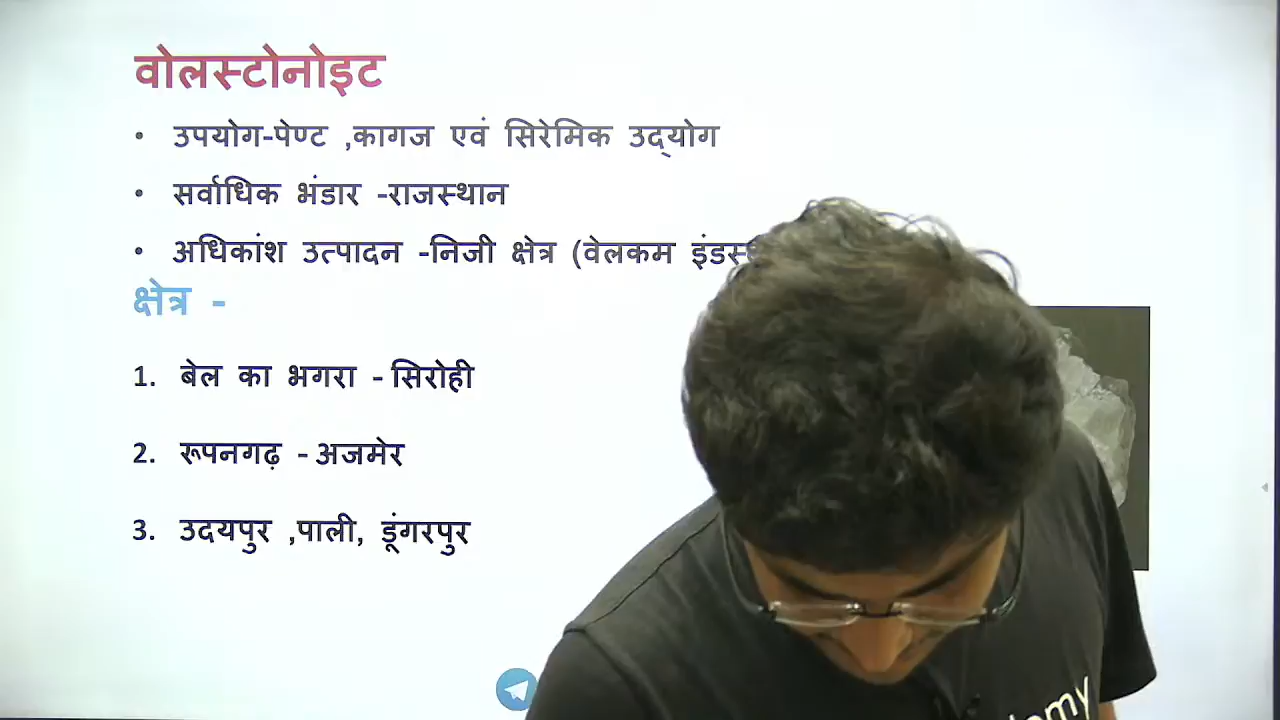 वोलस्टोनोइट
• उपयोग-पेण्ट ,कागज एवं सिरेमिक उद्योग
• सर्वाधिक भंडार -राजस्थान
• अधिकांश उत्पादन -निजी क्षेत्र (वेलकम
क्षेत्र -
1. बेल का भगरा - सिरोही
2. रूपनगढ़ - अजमेर
3. उदयपुर ,पाली, डूंगरपुर